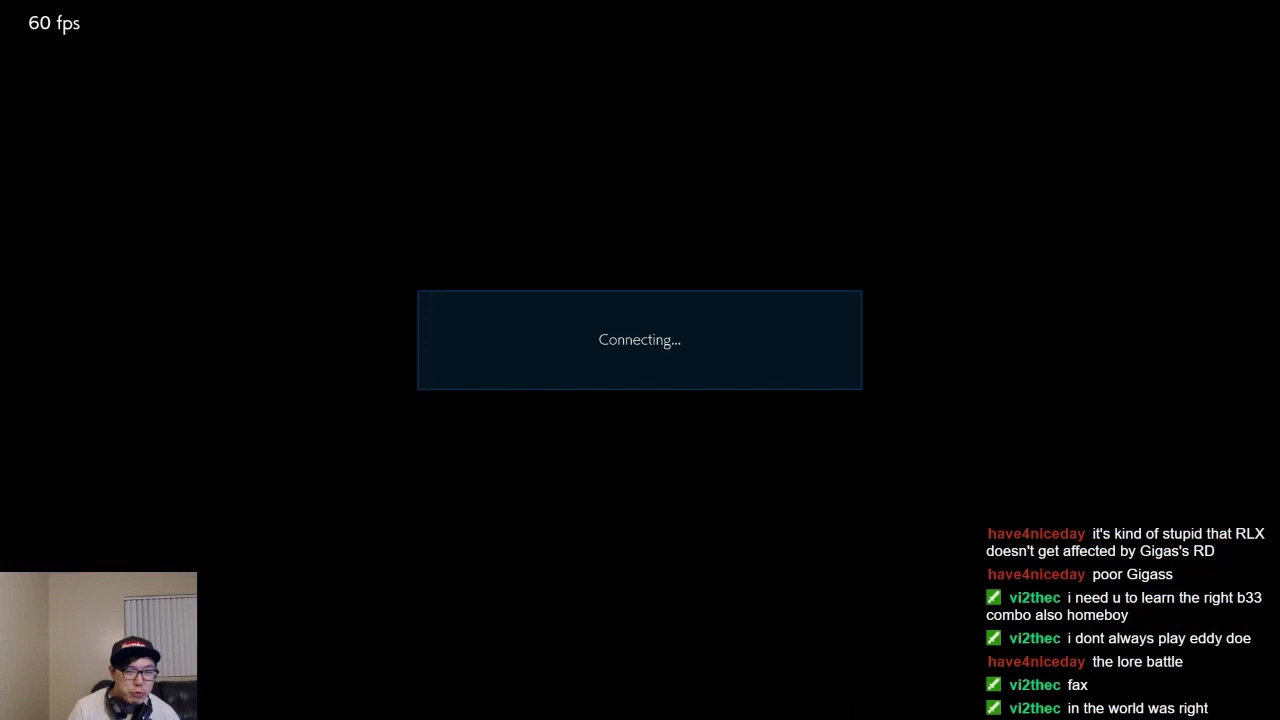 60 fps
Connecting...
have4niceday it's kind of stupid that RLX
doesn't get affected by Gigas's RD
have4niceday poor Gigass
vi2thec i need u to learn the right b33
combo also homeboy
vi2thec i dont always play eddy doe
have4niceday the lore battle
vi2thec fax
vi2thec in the world was right